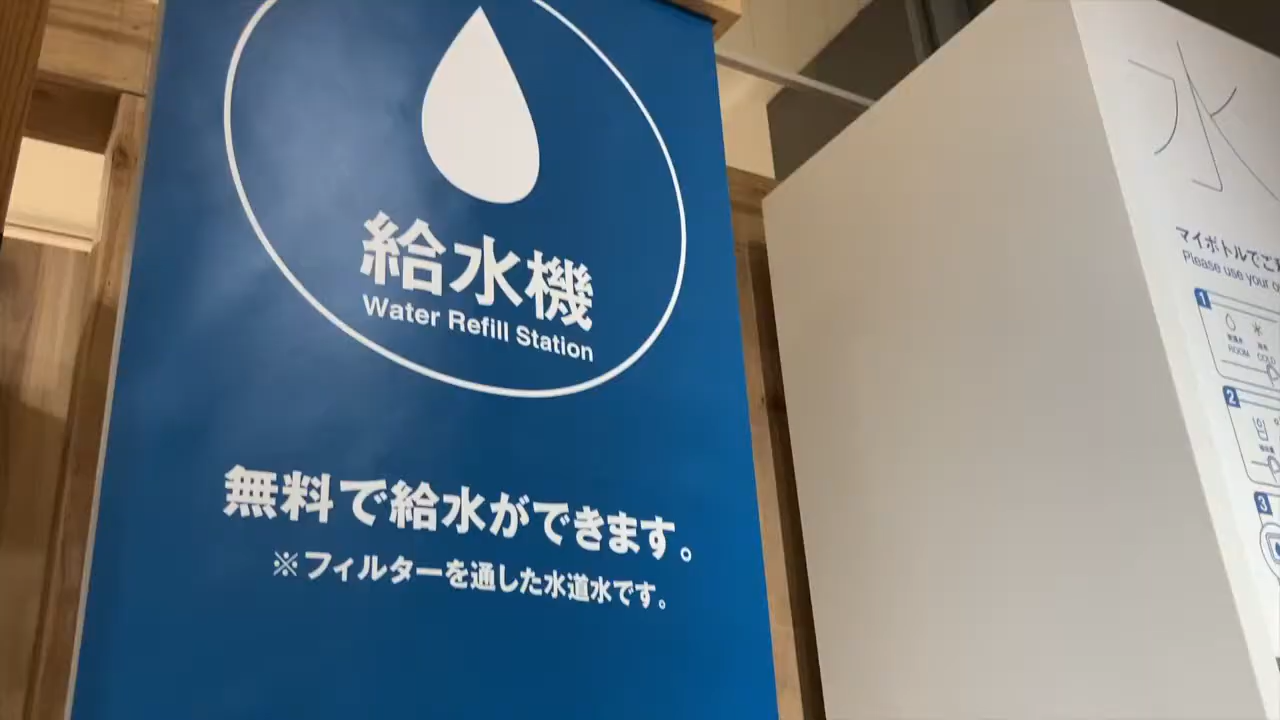 給水機
Water Refill Station
無料で給水ができます。
※フィルターを通した水道水です。
水
マイボトルでご
Please use your
1
ROOM
COLD
2
3